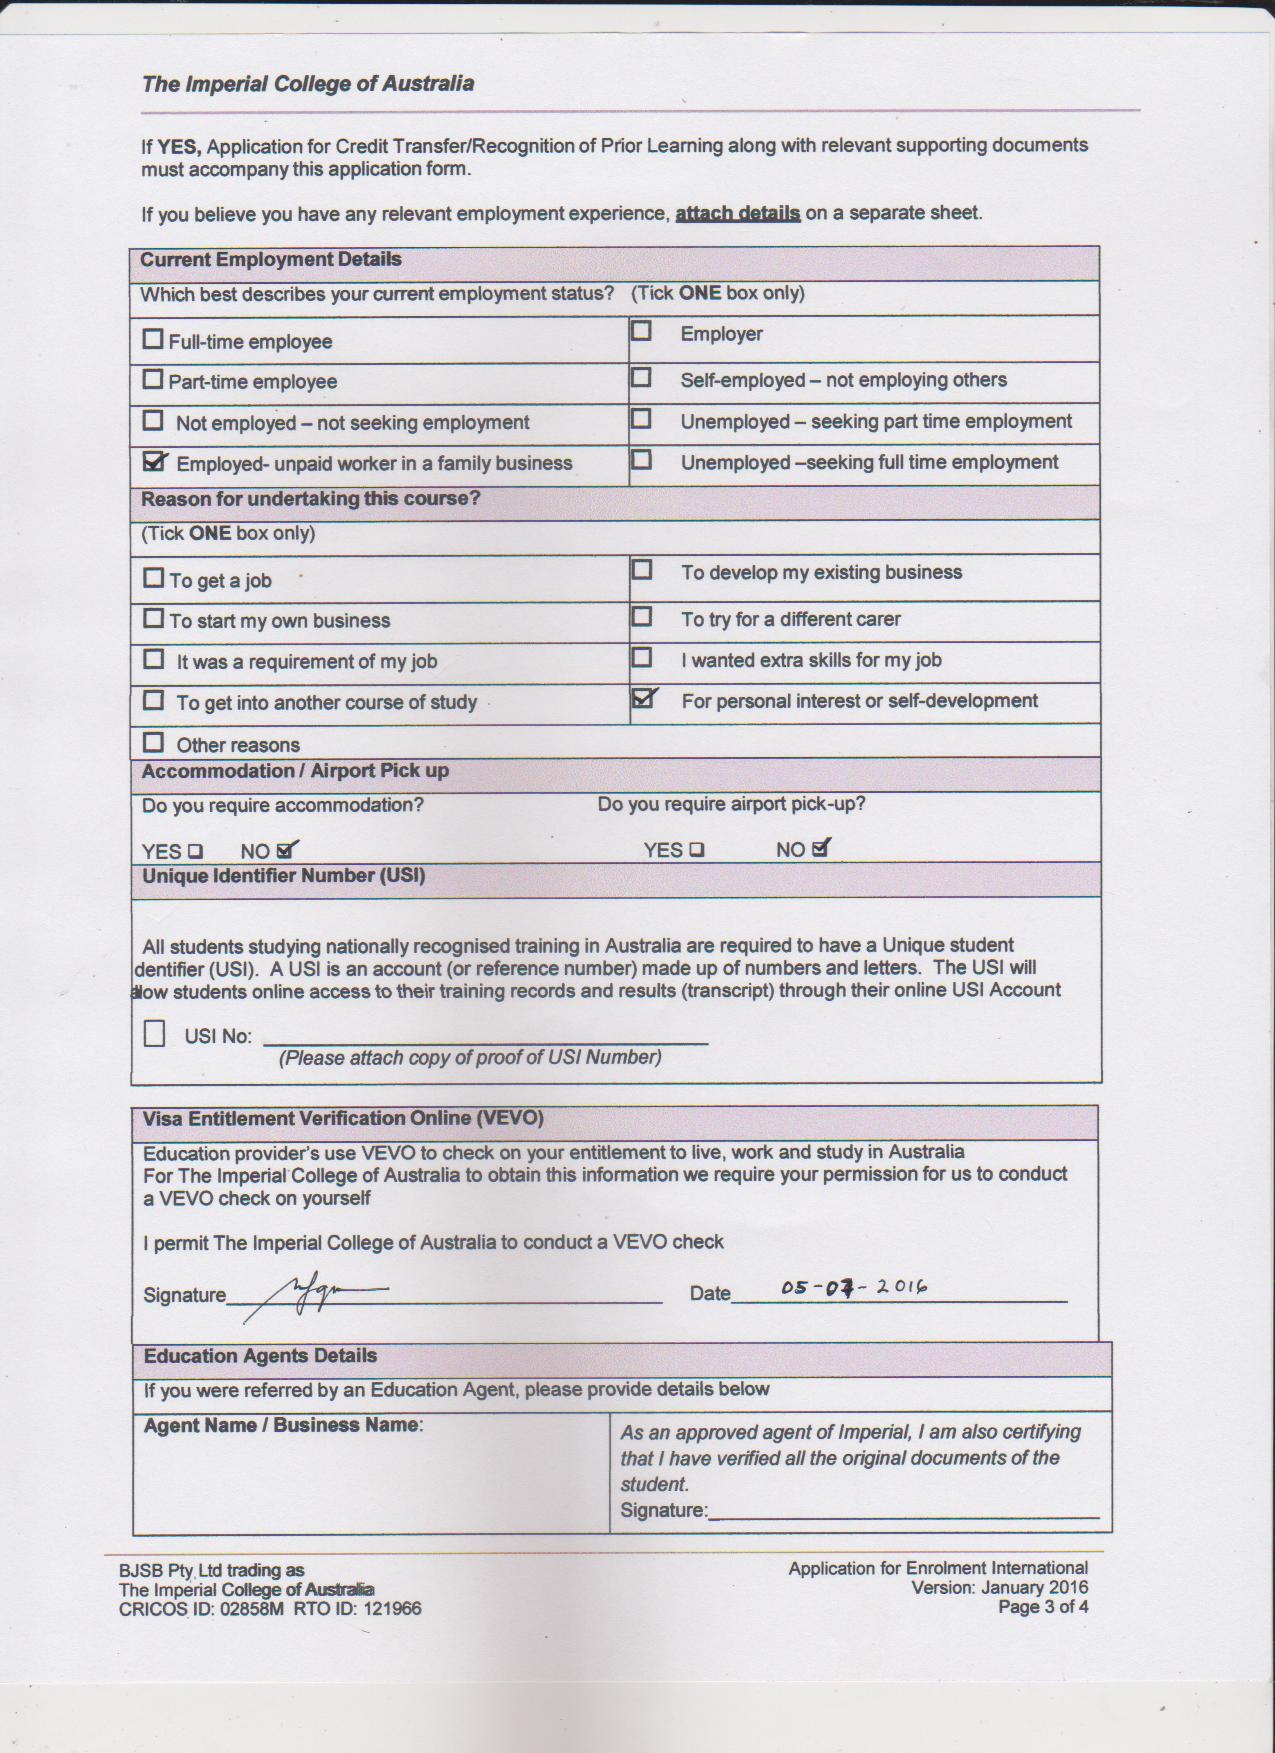 The Imperial College of Australia
If YES, Application for Credit Transfer/Recognition of Prior Learning along with relevant supporting documents
must accompany this application form.
If you believe you have any relevant employment experience, attach details on a separate sheet.
Current Employment Details
Which best describes your current employment status? (Tick ONE box only)
☐ Full-time employee ☐ Employer
☐ Part-time employee ☐ Self-employed – not employing others
☐ Not employed – not seeking employment ☐ Unemployed – seeking part time employment
☑ Employed- unpaid worker in a family business ☐ Unemployed –seeking full time employment
Reason for undertaking this course?
(Tick ONE box only)
☐ To get a job ☐ To develop my existing business
☐ To start my own business ☐ To try for a different carer
☐ It was a requirement of my job ☐ I wanted extra skills for my job
☐ To get into another course of study ☑ For personal interest or self-development
☐ Other reasons
Accommodation / Airport Pick up
Do you require accommodation? Do you require airport pick-up?
YES ☐ NO ☑ YES ☐ NO ☑
Unique Identifier Number (USI)
All students studying nationally recognised training in Australia are required to have a Unique student
dentifier (USI). A USI is an account (or reference number) made up of numbers and letters. The USI will
allow students online access to their training records and results (transcript) through their online USI Account
☐ USI No:
(Please attach copy of proof of USI Number)
Visa Entitlement Verification Online (VEVO)
Education provider's use VEVO to check on your entitlement to live, work and study in Australia
For The Imperial College of Australia to obtain this information we require your permission for us to conduct
a VEVO check on yourself
I permit The Imperial College of Australia to conduct a VEVO check
Signature Date 05-07-2016
Education Agents Details
If you were referred by an Education Agent, please provide details below
Agent Name / Business Name:
As an approved agent of Imperial, I am also certifying
that I have verified all the original documents of the
student.
Signature:
BJSB Pty Ltd trading as
The Imperial College of Australia
CRICOS ID: 02858M RTO ID: 121966
Application for Enrolment International
Version: January 2016
Page 3 of 4